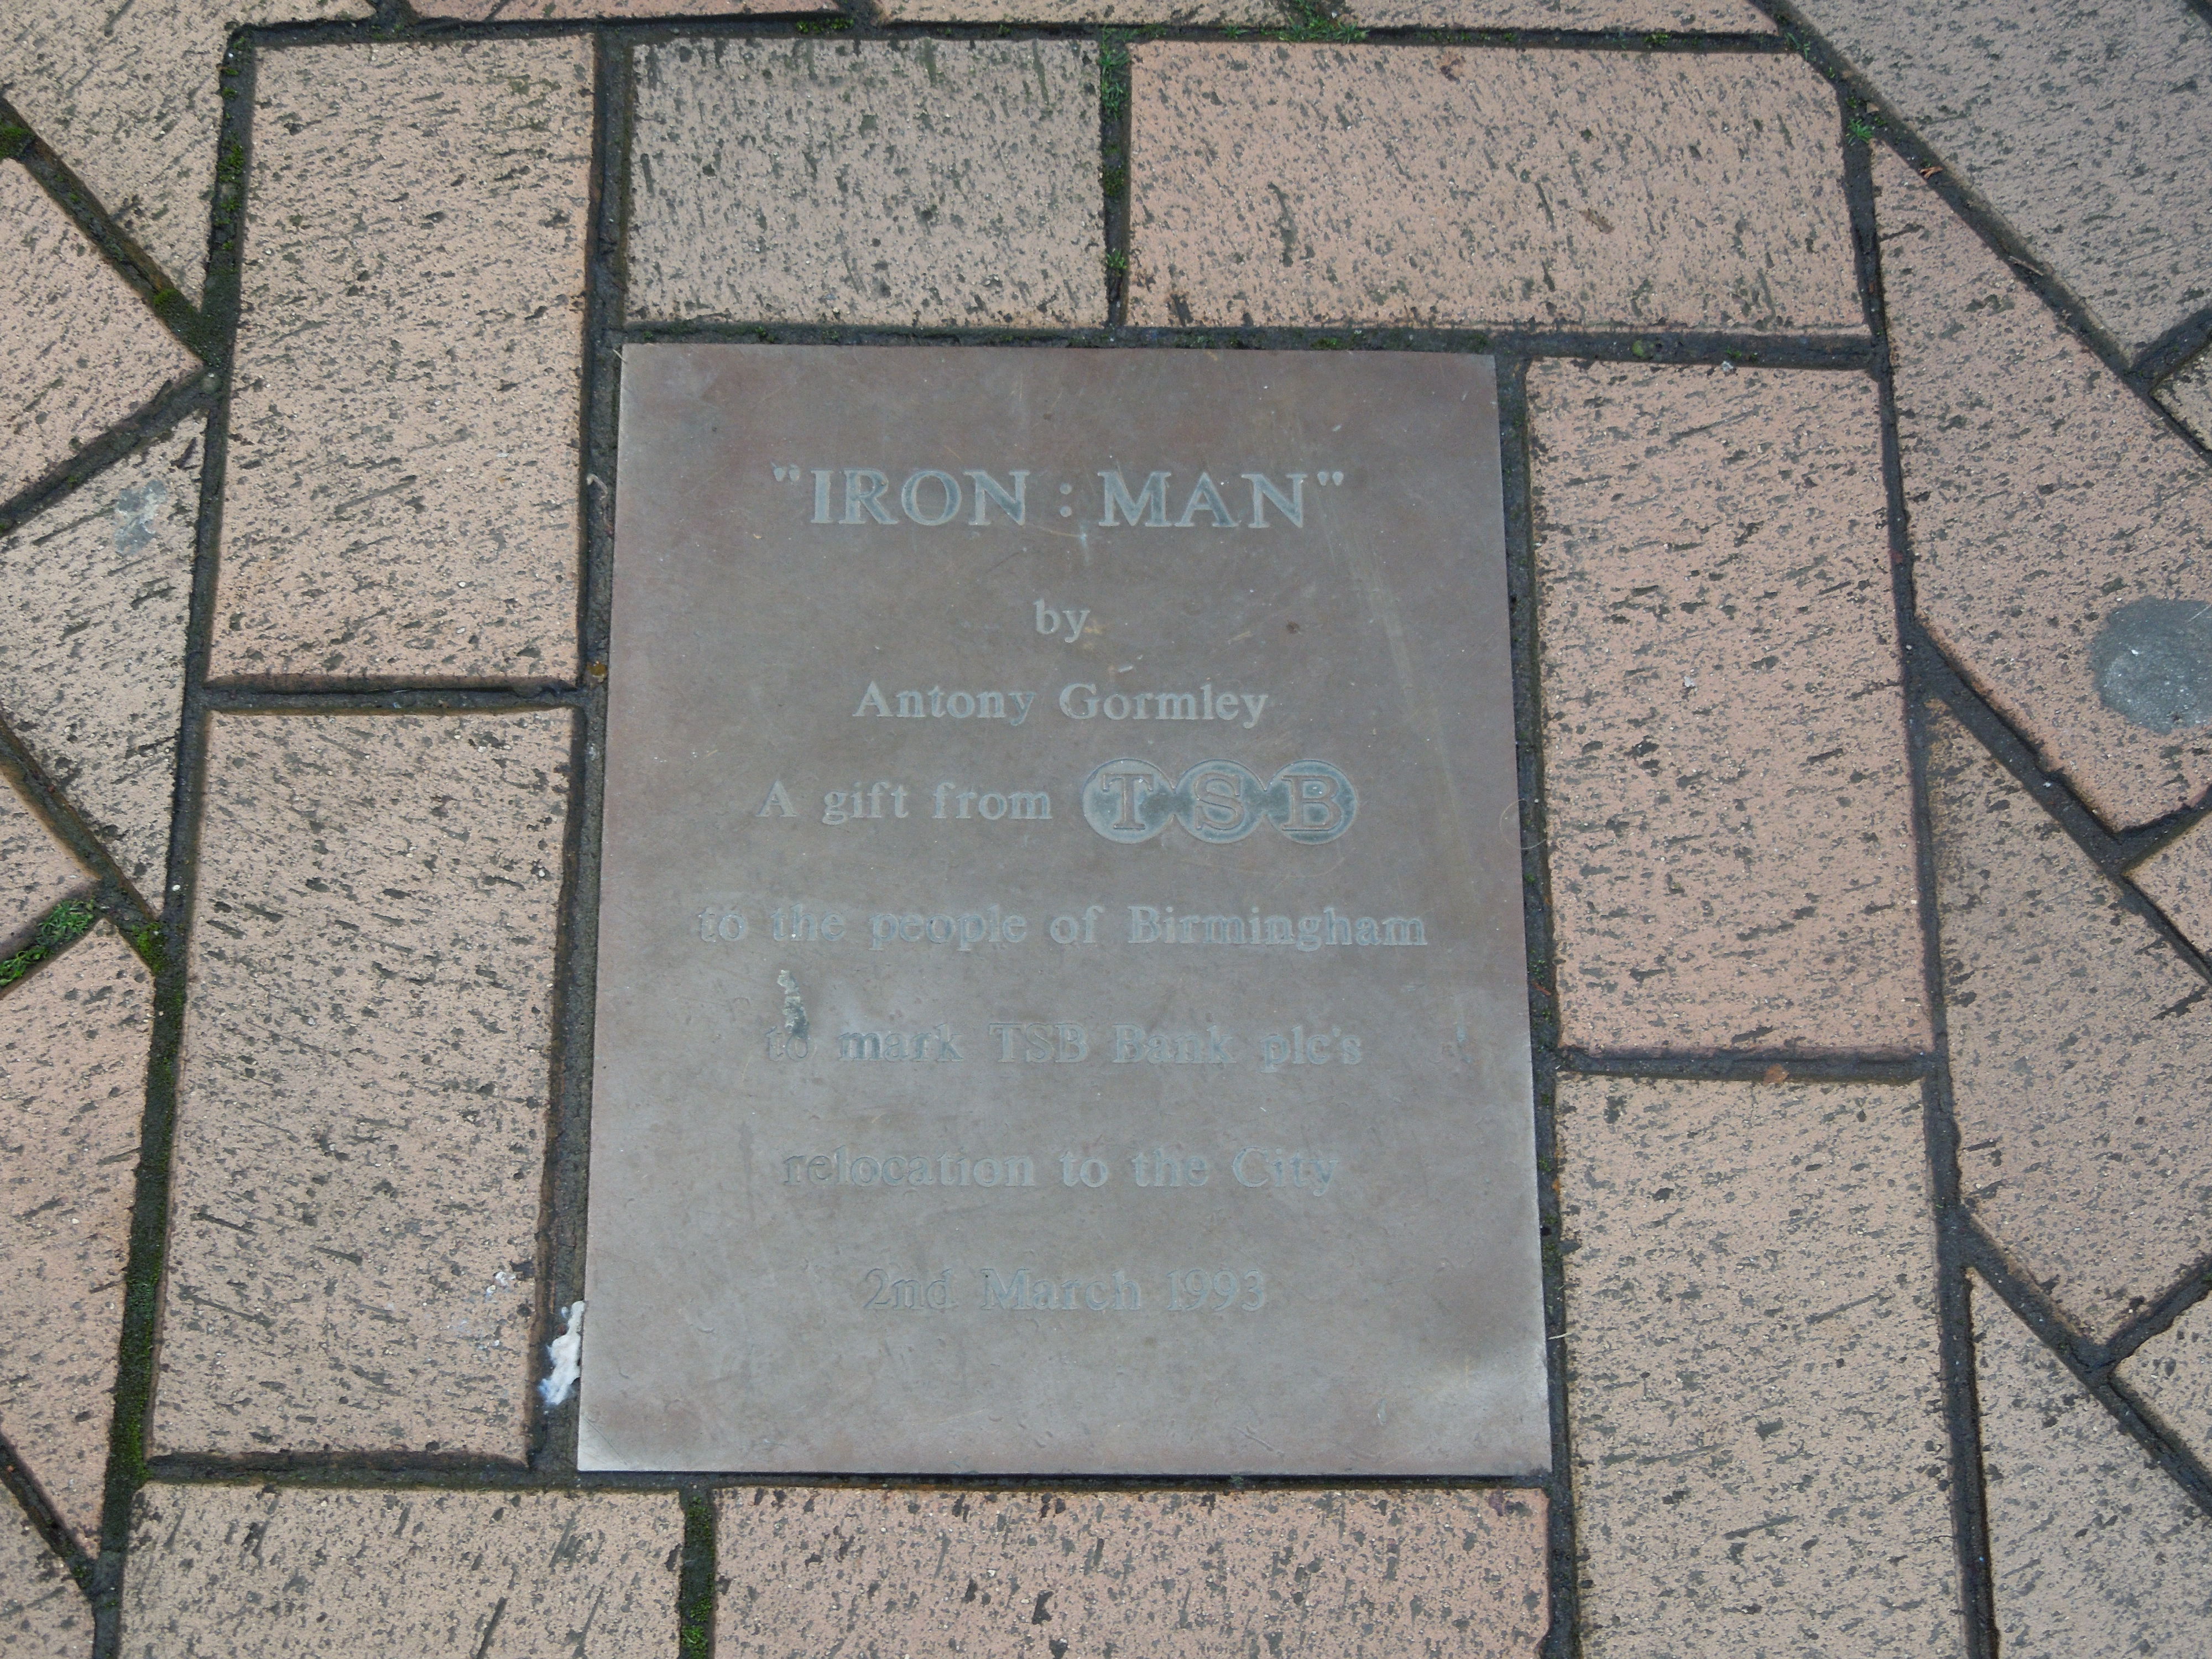 "IRON : MAN"
by
Antony Gormley
A gift from TSB
to the people of Birmingham
to mark TSB Bank plc's
relocation to the City
2nd March 1993